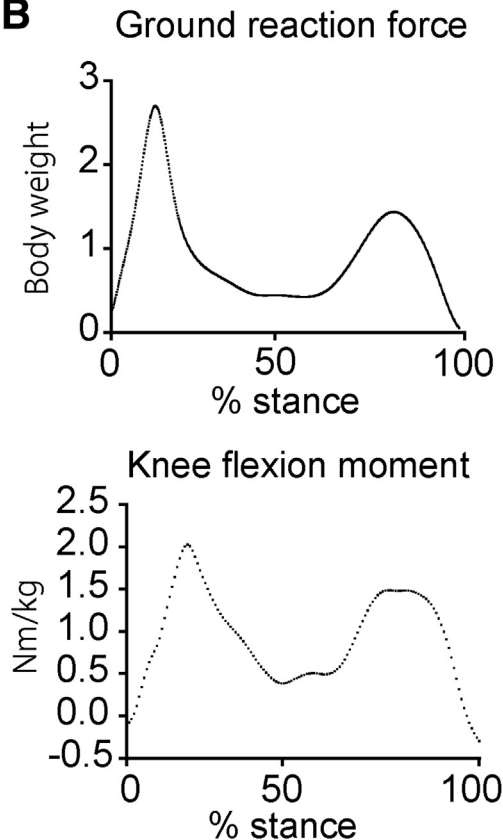 B
Ground reaction force
3
2
1
0
Body weight
0 50 100
% stance
Knee flexion moment
2.5
2.0
1.5
1.0
0.5
0.0
-0.5
Nm/kg
0 50 100
% stance